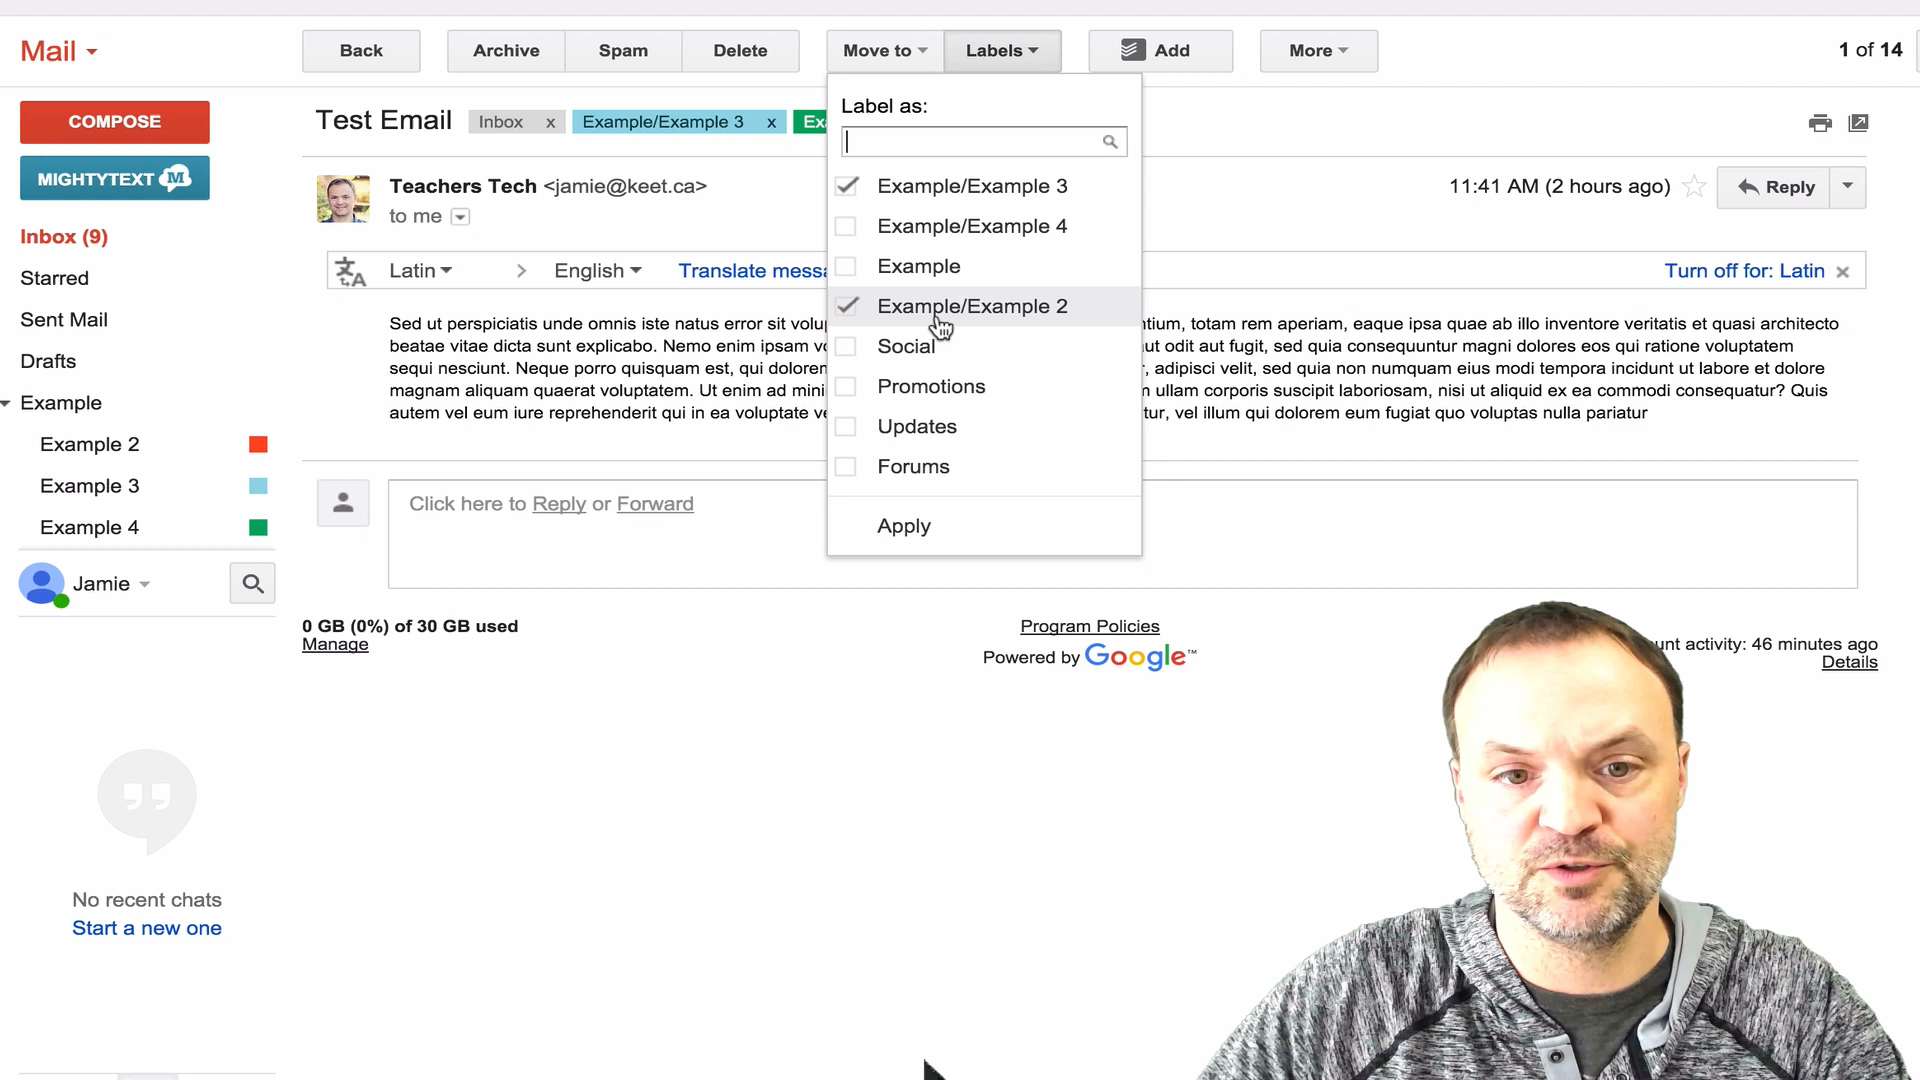 Mail
Back
Archive
Spam
Delete
Move to
Labels
Add
More
1 of 14
COMPOSE
MIGHTYTEXT M
Inbox (9)
Starred
Sent Mail
Drafts
Example
Example 2
Example 3
Example 4
Jamie
No recent chats
Start a new one
Test Email
Inbox x
Example/Example 3 x
Teachers Tech <jamie@keet.ca>
to me
11:41 AM (2 hours ago)
Reply
Latin > English Translate
Turn off for: Latin x
Sed ut perspiciatis unde omnis iste natus error sit
totam rem aperiam, eaque ipsa quae ab illo inventore veritatis et quasi architecto
beatae vitae dicta sunt explicabo. Nemo enim ipsam
aut odit aut fugit, sed quia consequuntur magni dolores eos qui ratione voluptatem
sequi nesciunt. Neque porro quisquam est, qui dolorem
, adipisci velit, sed quia non numquam eius modi tempora incidunt ut labore et dolore
magnam aliquam quaerat voluptatem. Ut enim ad
ullam corporis suscipit laboriosam, nisi ut aliquid ex ea commodi consequatur? Quis
autem vel eum iure reprehenderit qui in ea voluptate
vel illum qui dolorem eum fugiat quo voluptas nulla pariatur
Label as:
Example/Example 3
Example/Example 4
Example
Example/Example 2
Social
Promotions
Updates
Forums
Apply
Click here to Reply or Forward
0 GB (0%) of 30 GB used
Manage
Program Policies
Powered by Google™
activity: 46 minutes ago
Details